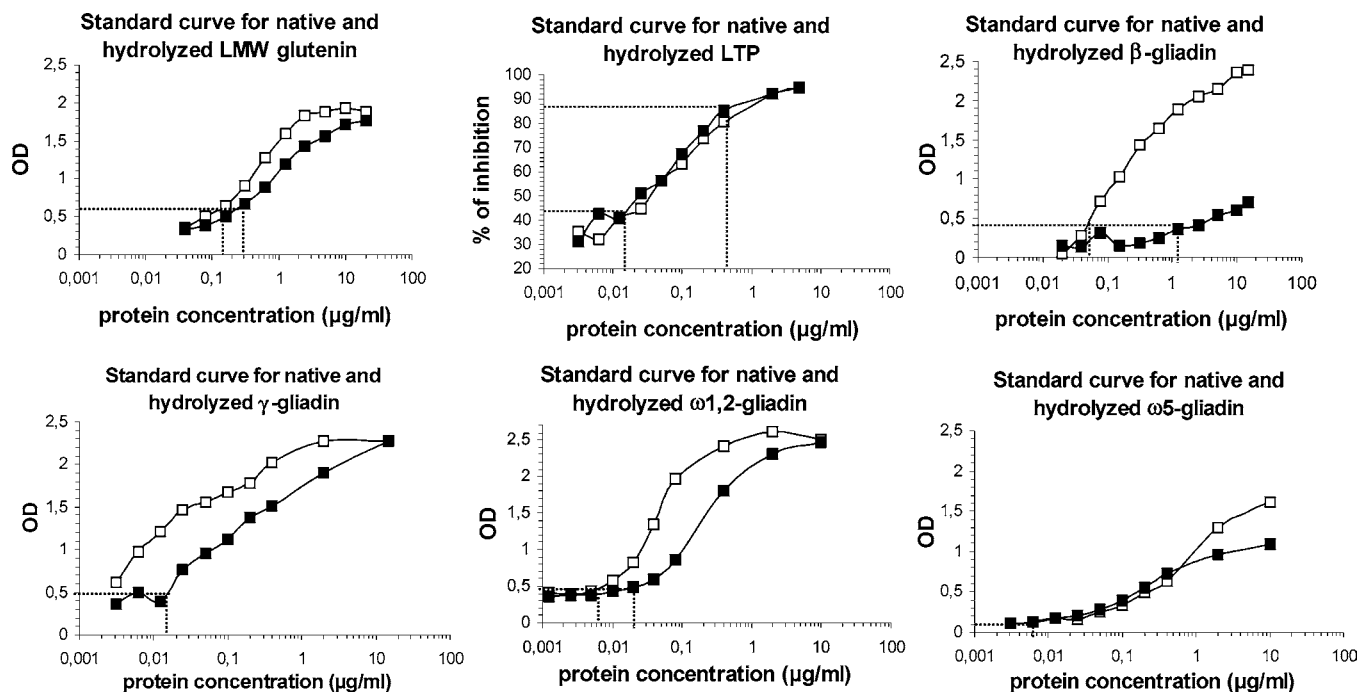 Standard curve for native and
hydrolyzed LMW glutenin
2,5
2
1,5
1
0,5
0
OD
0,001 0,01 0,1 1 10 100
protein concentration (µg/ml)
Standard curve for native and
hydrolyzed LTP
100
90
80
70
60
50
40
30
20
% of inhibition
0,001 0,01 0,1 1 10 100
protein concentration (µg/ml)
Standard curve for native and
hydrolyzed β-gliadin
2,5
2
1,5
1
0,5
0
OD
0,001 0,01 0,1 1 10 100
protein concentration (µg/ml)
Standard curve for native and
hydrolyzed γ-gliadin
2,5
2
1,5
1
0,5
0
OD
0,001 0,01 0,1 1 10 100
protein concentration (µg/ml)
Standard curve for native and
hydrolyzed ω1,2-gliadin
2,5
2
1,5
1
0,5
0
OD
0,001 0,01 0,1 1 10 100
protein concentration (µg/ml)
Standard curve for native and
hydrolyzed ω5-gliadin
2,5
2
1,5
1
0,5
0
OD
0,001 0,01 0,1 1 10 100
protein concentration (µg/ml)